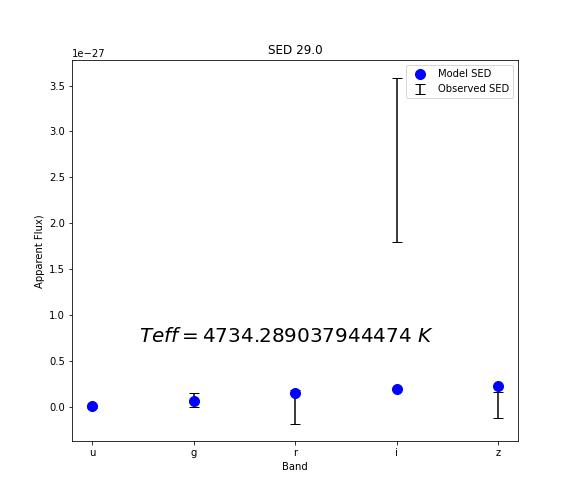 SED 29.0
1e−27
Model SED
Observed SED
3.5
3.0
2.5
2.0
1.5
1.0
0.5
0.0
Apparent Flux)
Teff = 4734.289037944474 K
u g r i z
Band